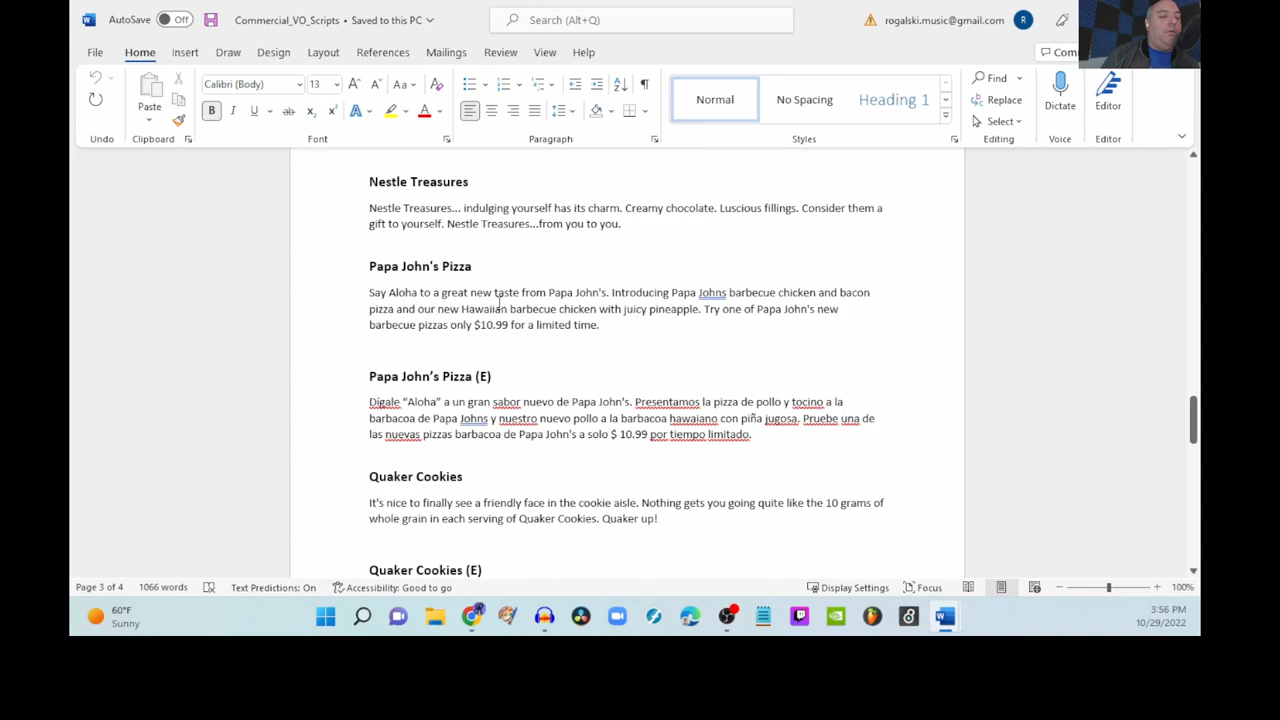 AutoSave Off Commercial_VO_Scripts • Saved to this PC Search (Alt+Q) rogalski.music@gmail.com R
File Home Insert Draw Design Layout References Mailings Review View Help
Paste Calibri (Body) 13 Normal No Spacing Heading 1 Find Replace Select Dictate Editor
Undo Clipboard Font Paragraph Styles Editing Voice Editor
Nestle Treasures
Nestle Treasures... indulging yourself has its charm. Creamy chocolate. Luscious fillings. Consider them a
gift to yourself. Nestle Treasures...from you to you.
Papa John's Pizza
Say Aloha to a great new taste from Papa John's. Introducing Papa Johns barbecue chicken and bacon
pizza and our new Hawaiian barbecue chicken with juicy pineapple. Try one of Papa John's new
barbecue pizzas only $10.99 for a limited time.
Papa John’s Pizza (E)
Dígale “Aloha” a un gran sabor nuevo de Papa John's. Presentamos la pizza de pollo y tocino a la
barbacoa de Papa Johns y nuestro nuevo pollo a la barbacoa hawaiano con piña jugosa. Pruebe una de
las nuevas pizzas barbacoa de Papa John's a solo $ 10.99 por tiempo limitado.
Quaker Cookies
It's nice to finally see a friendly face in the cookie aisle. Nothing gets you going quite like the 10 grams of
whole grain in each serving of Quaker Cookies. Quaker up!
Quaker Cookies (E)
Page 3 of 4 1066 words Text Predictions: On Accessibility: Good to go Display Settings Focus 100%
60°F
Sunny
3:56 PM
10/29/2022